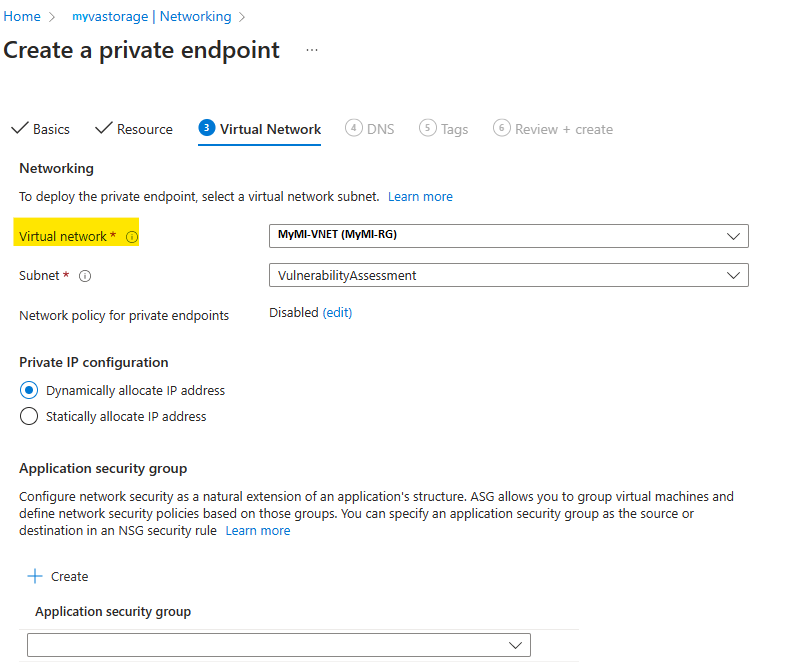 Home > myvastorage | Networking >
Create a private endpoint ...
Basics Resource 3 Virtual Network 4 DNS 5 Tags 6 Review + create
Networking
To deploy the private endpoint, select a virtual network subnet. Learn more
Virtual network * MyMI-VNET (MyMI-RG)
Subnet * VulnerabilityAssessment
Network policy for private endpoints Disabled (edit)
Private IP configuration
Dynamically allocate IP address
Statically allocate IP address
Application security group
Configure network security as a natural extension of an application's structure. ASG allows you to group virtual machines and
define network security policies based on those groups. You can specify an application security group as the source or
destination in an NSG security rule Learn more
+ Create
Application security group